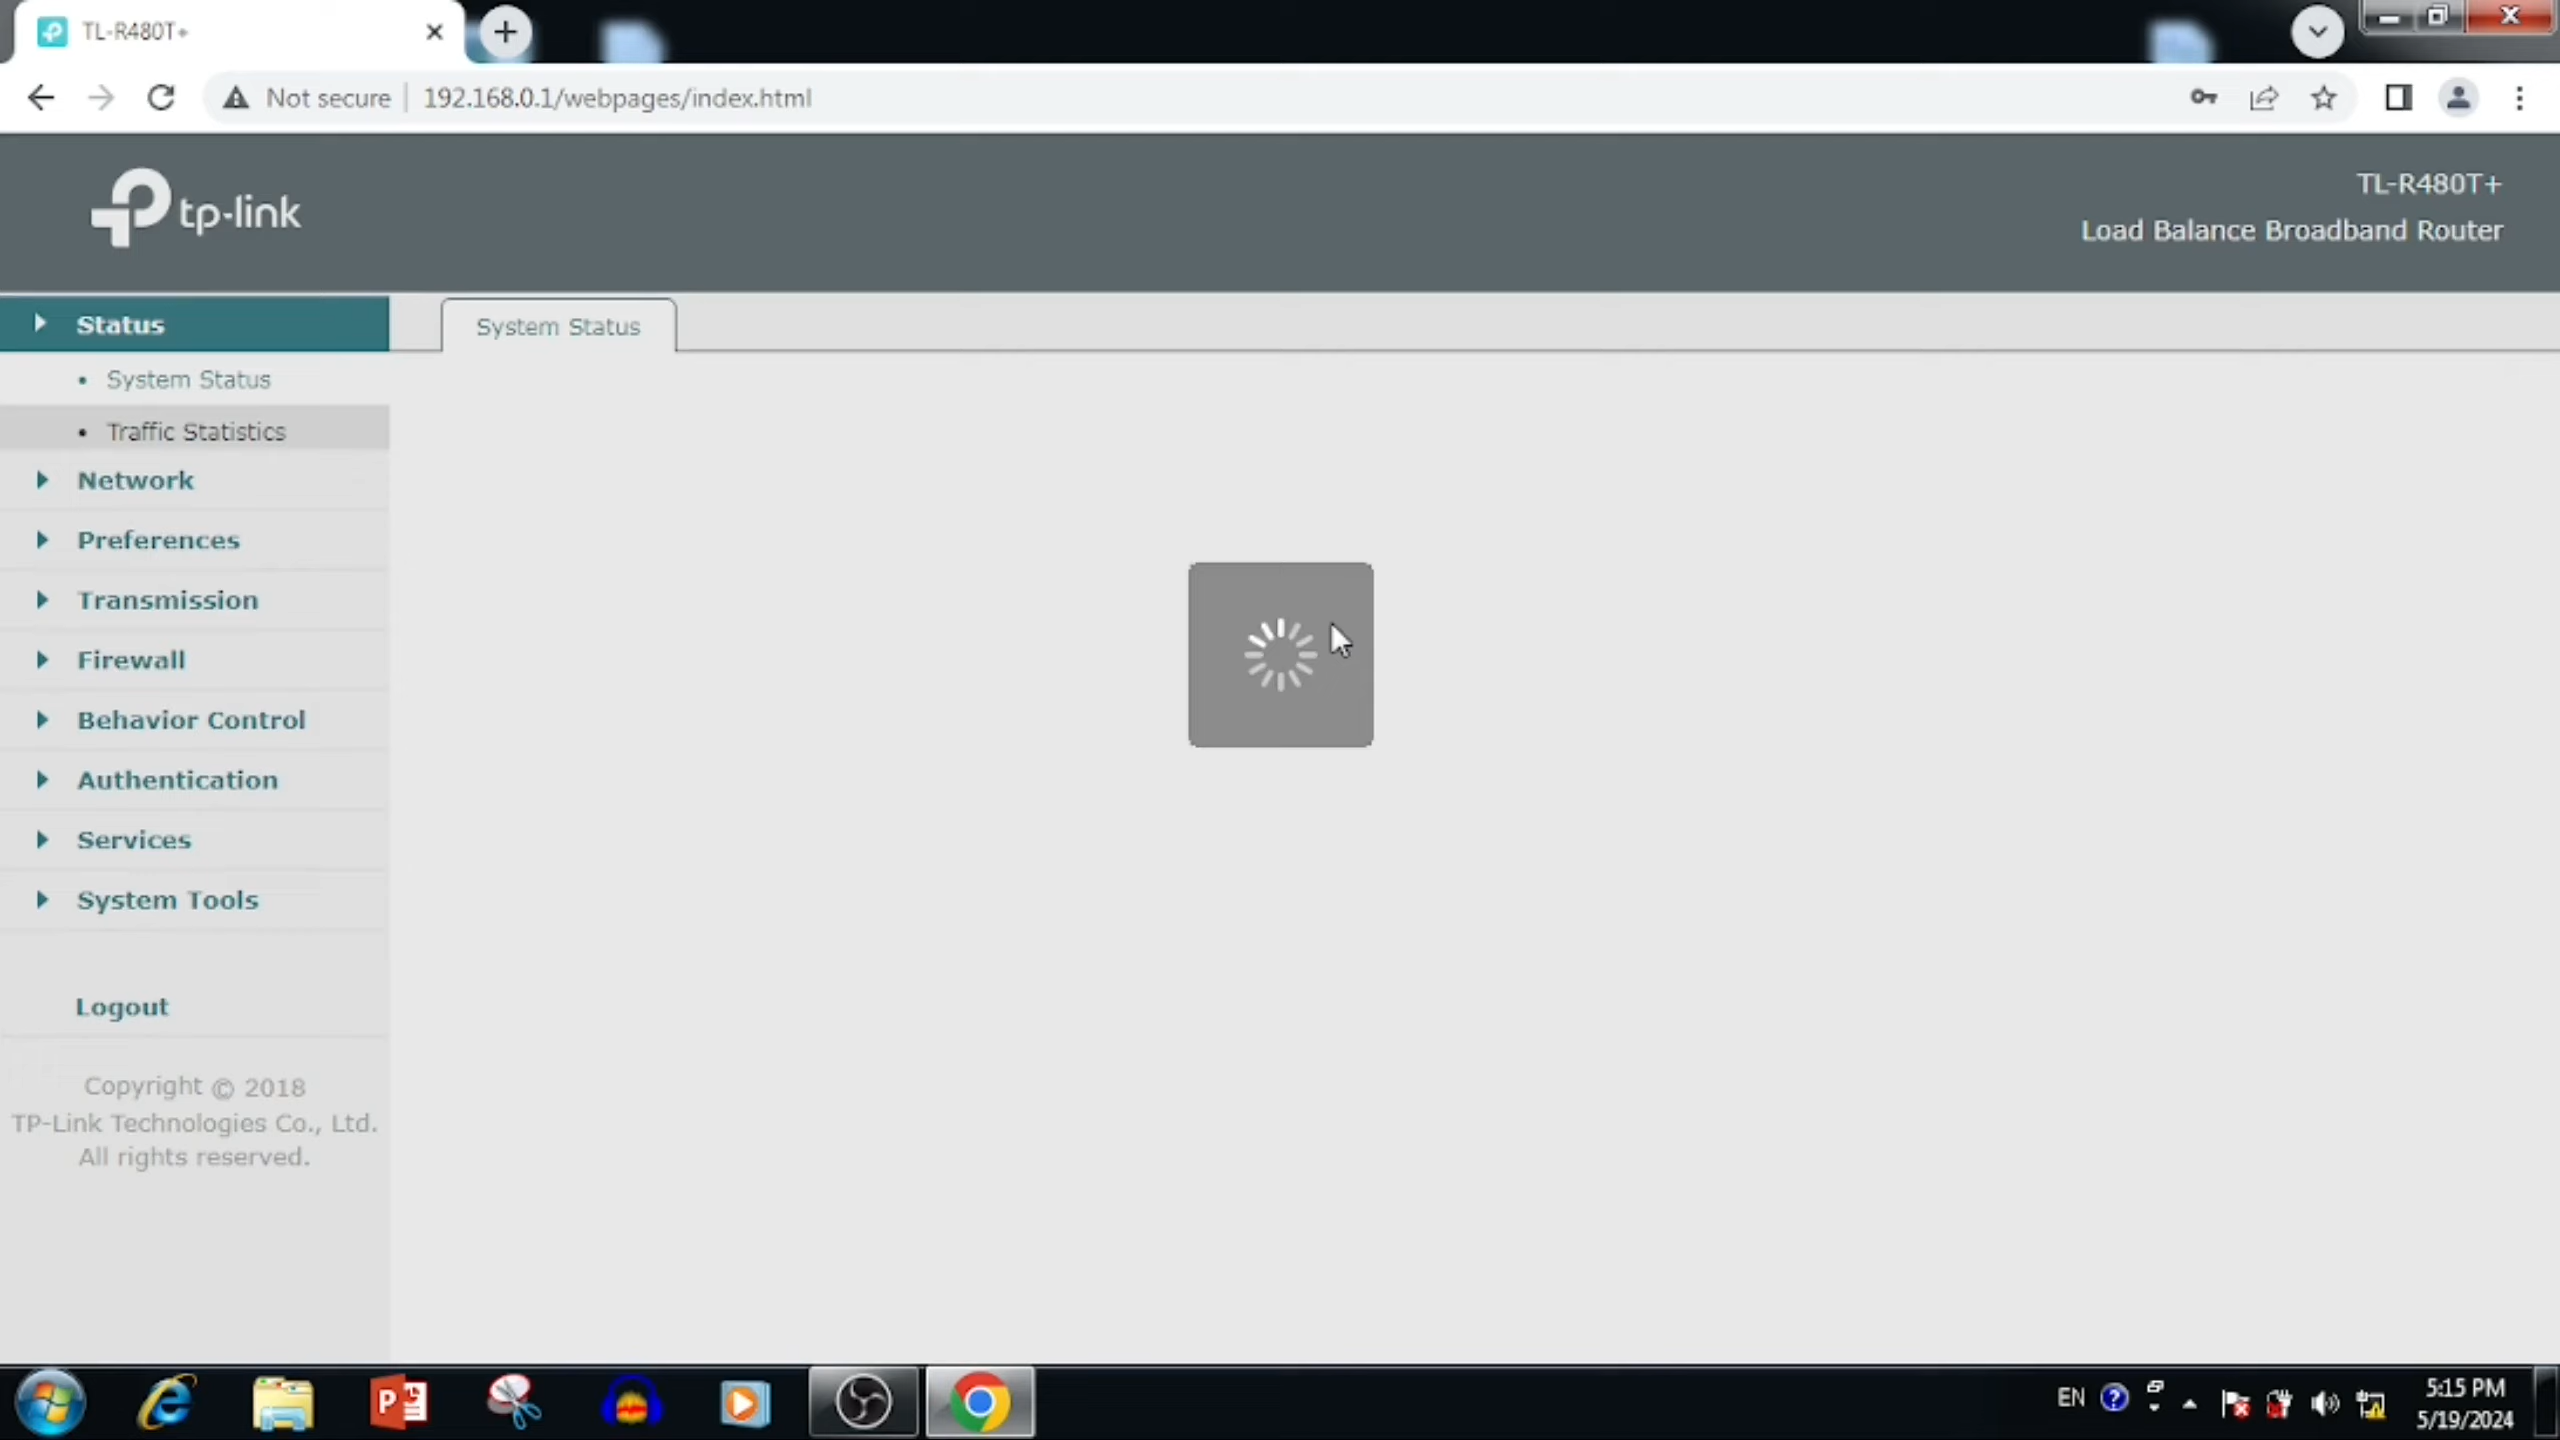 TL-R480T+
Not secure
192.168.0.1/webpages/index.html
tp-link
TL-R480T+
Load Balance Broadband Router
Status
System Status
Traffic Statistics
Network
Preferences
Transmission
Firewall
Behavior Control
Authentication
Services
System Tools
Logout
Copyright © 2018
TP-Link Technologies Co., Ltd.
All rights reserved.
System Status
EN
5:15 PM
5/19/2024